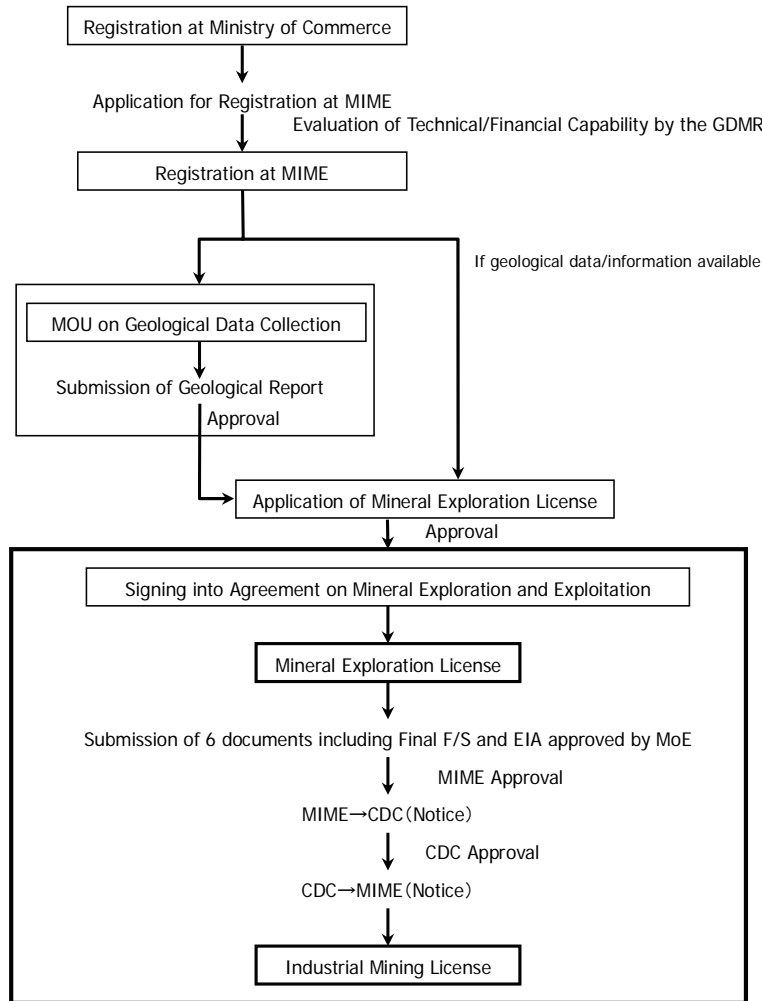 Registration at Ministry of Commerce
Application for Registration at MIME
Evaluation of Technical/Financial Capability by the GDMR
Registration at MIME
If geological data/information available
MOU on Geological Data Collection
Submission of Geological Report
Approval
Application of Mineral Exploration License
Approval
Signing into Agreement on Mineral Exploration and Exploitation
Mineral Exploration License
Submission of 6 documents including Final F/S and EIA approved by MoE
MIME Approval
MIME→CDC(Notice)
CDC Approval
CDC→MIME(Notice)
Industrial Mining License